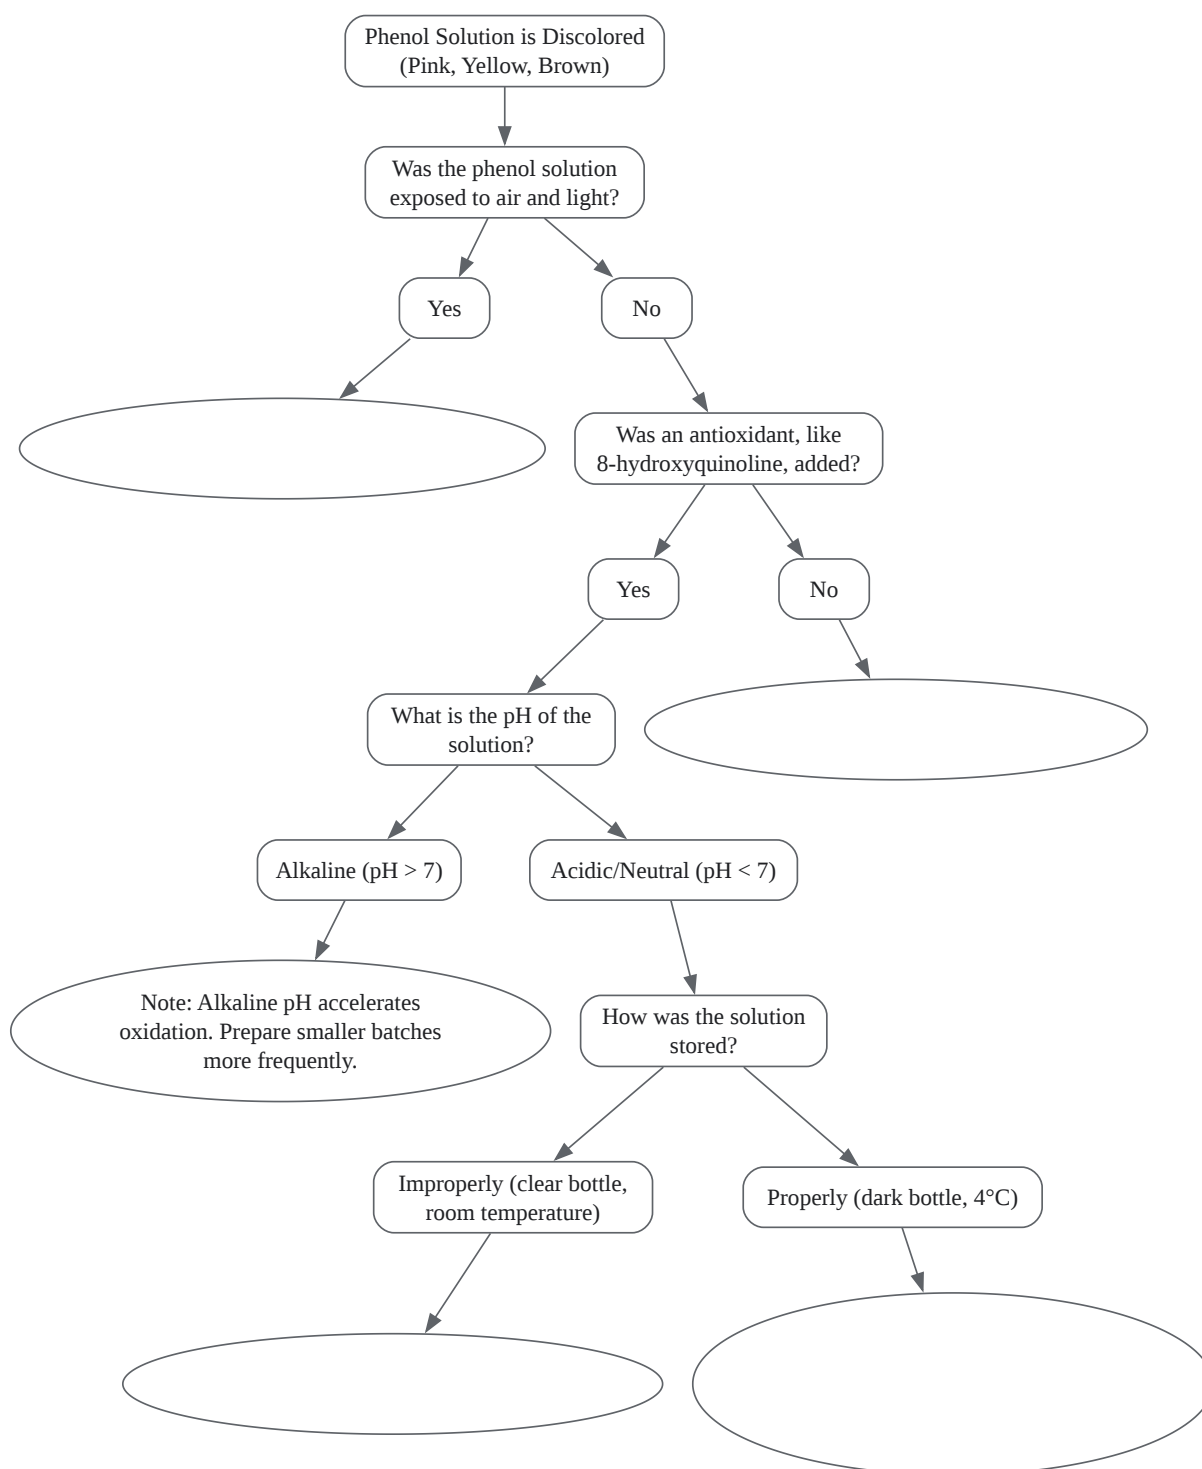 Phenol Solution is Discolored
(Pink, Yellow, Brown)
Was the phenol solution
exposed to air and light?
Yes
No
Was an antioxidant, like
8-hydroxyquinoline, added?
Yes
No
What is the pH of the
solution?
Alkaline (pH > 7)
Acidic/Neutral (pH < 7)
Note: Alkaline pH accelerates
oxidation. Prepare smaller batches
more frequently.
How was the solution
stored?
Improperly (clear bottle,
room temperature)
Properly (dark bottle, 4°C)